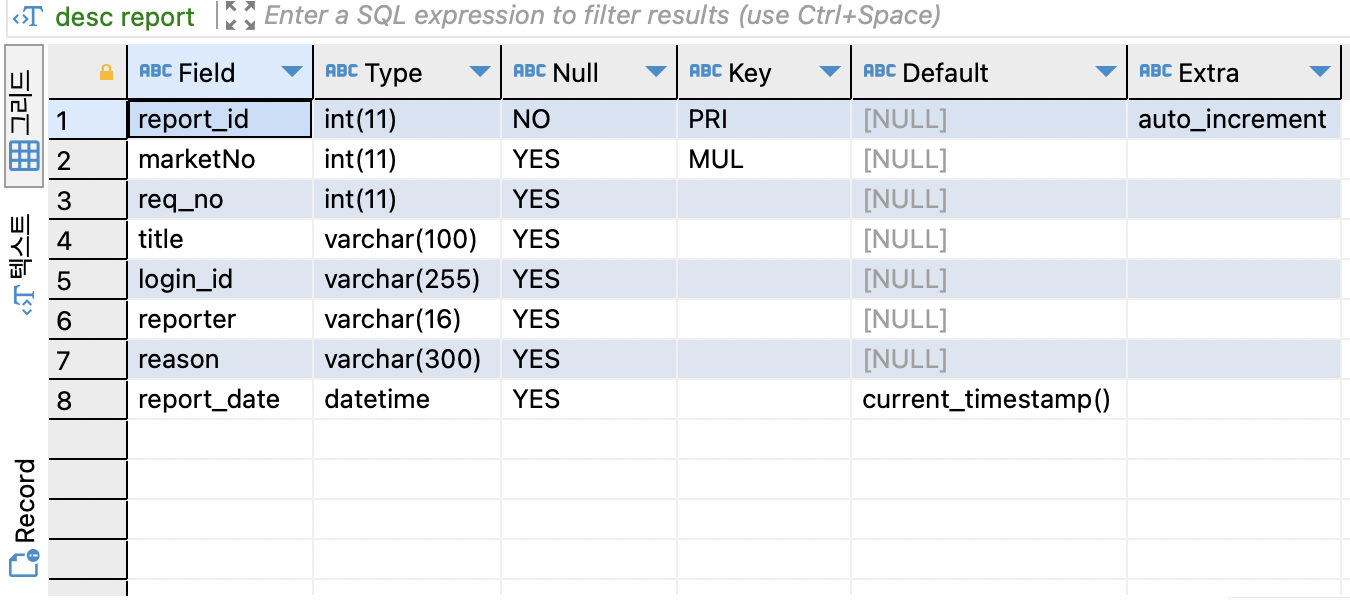 desc report Enter a SQL expression to filter results (use Ctrl+Space)
그리드
텍스트
Record
ABC Field ABC Type ABC Null ABC Key ABC Default ABC Extra
1 report_id int(11) NO PRI [NULL] auto_increment
2 marketNo int(11) YES MUL [NULL]
3 req_no int(11) YES [NULL]
4 title varchar(100) YES [NULL]
5 login_id varchar(255) YES [NULL]
6 reporter varchar(16) YES [NULL]
7 reason varchar(300) YES [NULL]
8 report_date datetime YES current_timestamp()